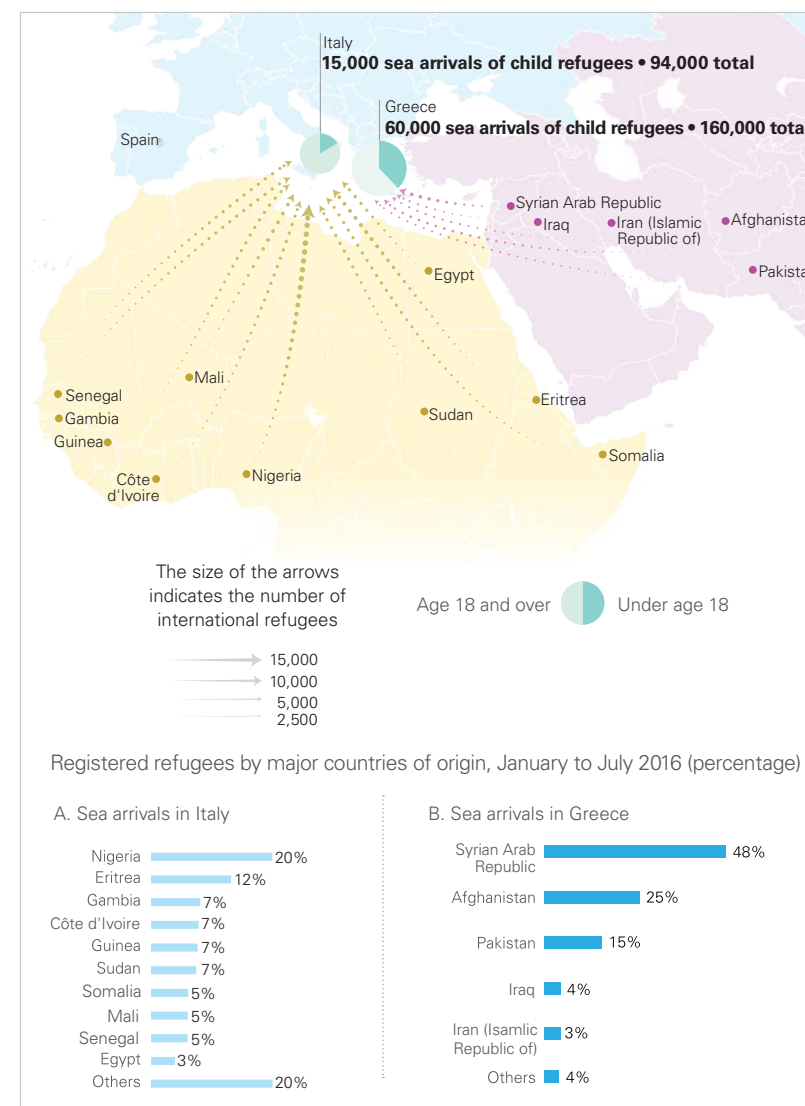 Italy
15,000 sea arrivals of child refugees • 94,000 total
Greece
60,000 sea arrivals of child refugees • 160,000 tota
Spain
Syrian Arab Republic
Iraq
Iran (Islamic
Republic of)
Afghanista
Pakista
Egypt
Mali
Senegal
Gambia
Guinea
Côte
d'Ivoire
Nigeria
Sudan
Eritrea
Somalia
The size of the arrows
indicates the number of
international refugees
15,000
10,000
5,000
2,500
Age 18 and over
Under age 18
Registered refugees by major countries of origin, January to July 2016 (percentage)
A. Sea arrivals in Italy
Nigeria 20%
Eritrea 12%
Gambia 7%
Côte d'Ivoire 7%
Guinea 7%
Sudan 7%
Somalia 5%
Mali 5%
Senegal 5%
Egypt 3%
Others 20%
B. Sea arrivals in Greece
Syrian Arab
Republic 48%
Afghanistan 25%
Pakistan 15%
Iraq 4%
Iran (Isamlic
Republic of) 3%
Others 4%